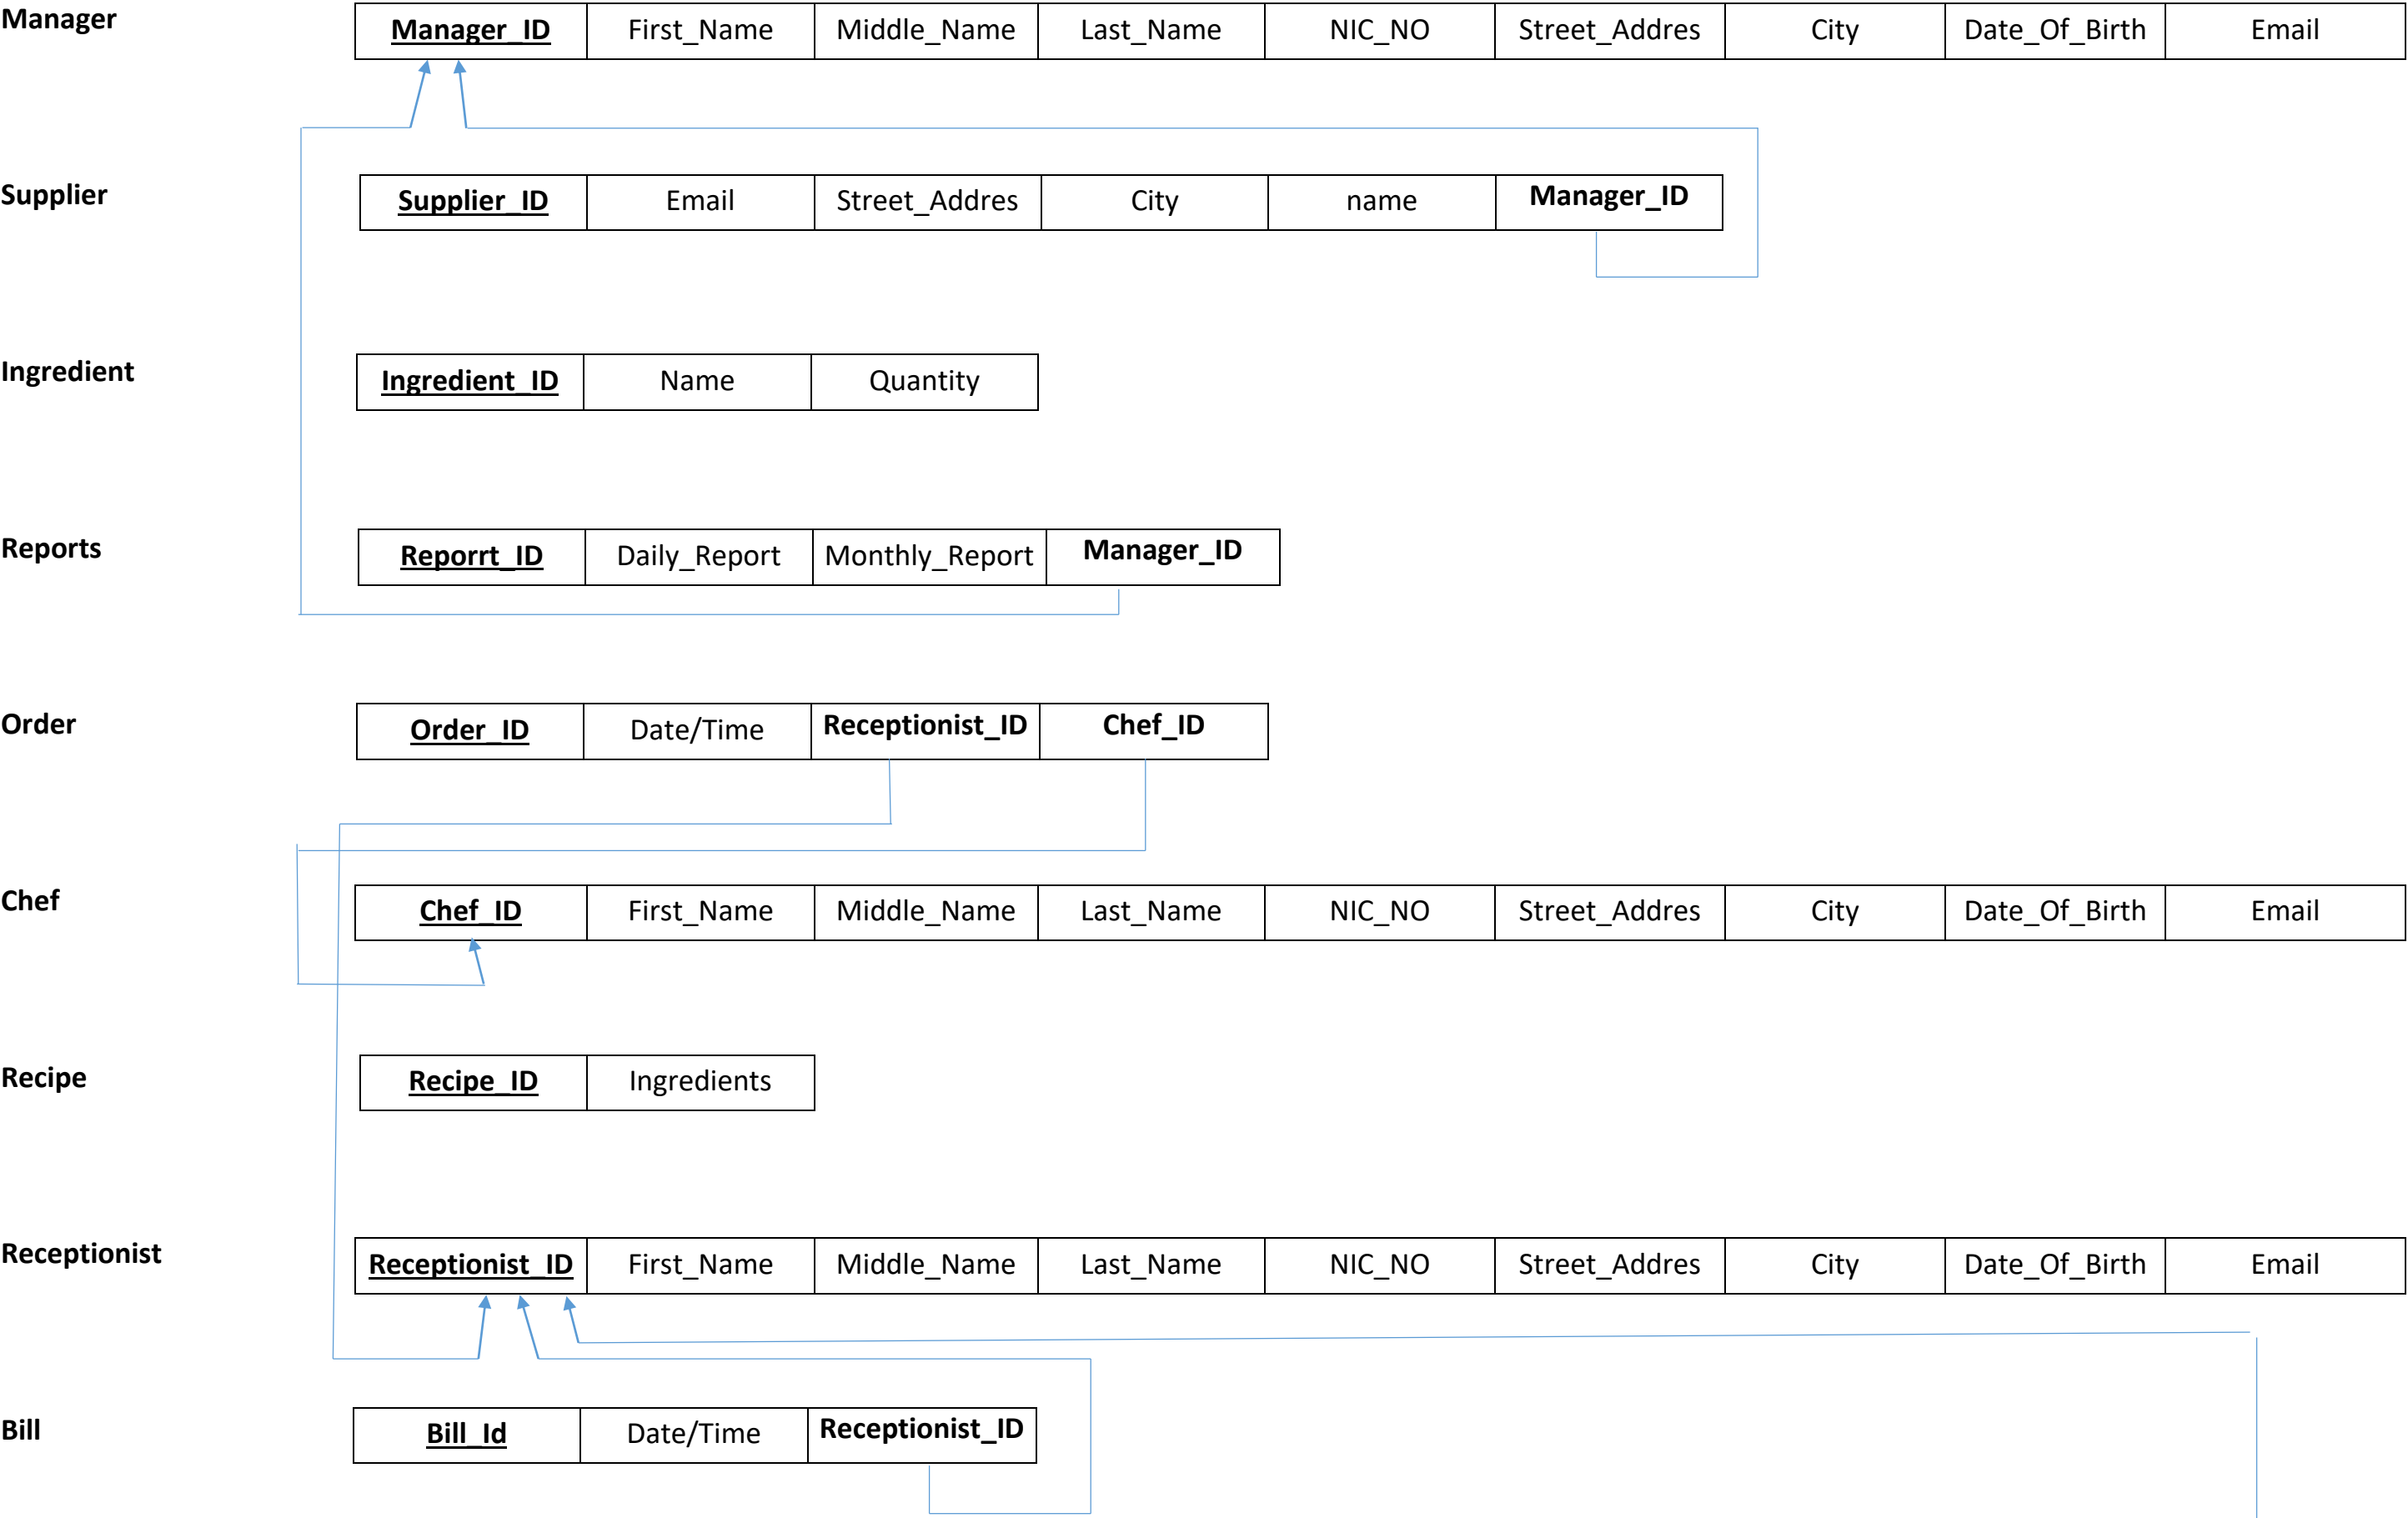 Manager
Manager_ID First_Name Middle_Name Last_Name NIC_NO Street_Addres City Date_Of_Birth Email
Supplier
Supplier_ID Email Street_Addres City name Manager_ID
Ingredient
Ingredient_ID Name Quantity
Reports
Reporrt_ID Daily_Report Monthly_Report Manager_ID
Order
Order_ID Date/Time Receptionist_ID Chef_ID
Chef
Chef_ID First_Name Middle_Name Last_Name NIC_NO Street_Addres City Date_Of_Birth Email
Recipe
Recipe_ID Ingredients
Receptionist
Receptionist_ID First_Name Middle_Name Last_Name NIC_NO Street_Addres City Date_Of_Birth Email
Bill
Bill_Id Date/Time Receptionist_ID